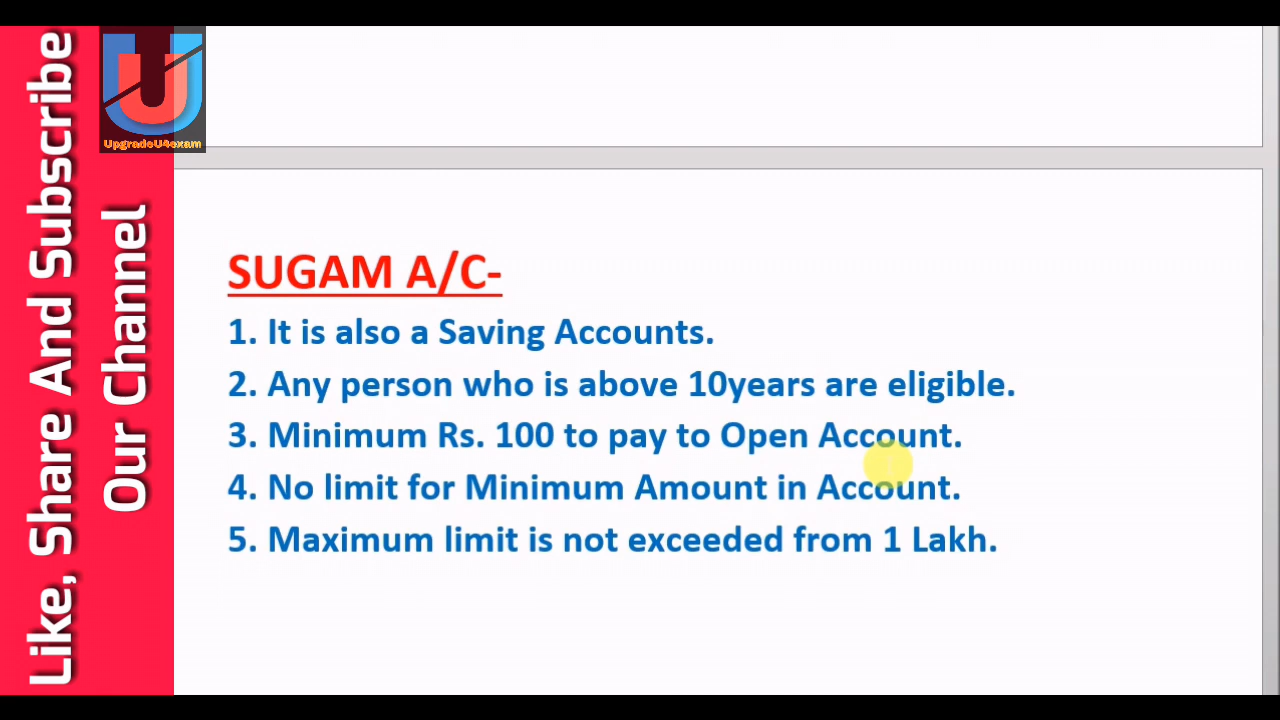 Like, Share And Subscribe
Our Channel
UpgradeU4exam
SUGAM A/C-
1. It is also a Saving Accounts.
2. Any person who is above 10years are eligible.
3. Minimum Rs. 100 to pay to Open Account.
4. No limit for Minimum Amount in Account.
5. Maximum limit is not exceeded from 1 Lakh.